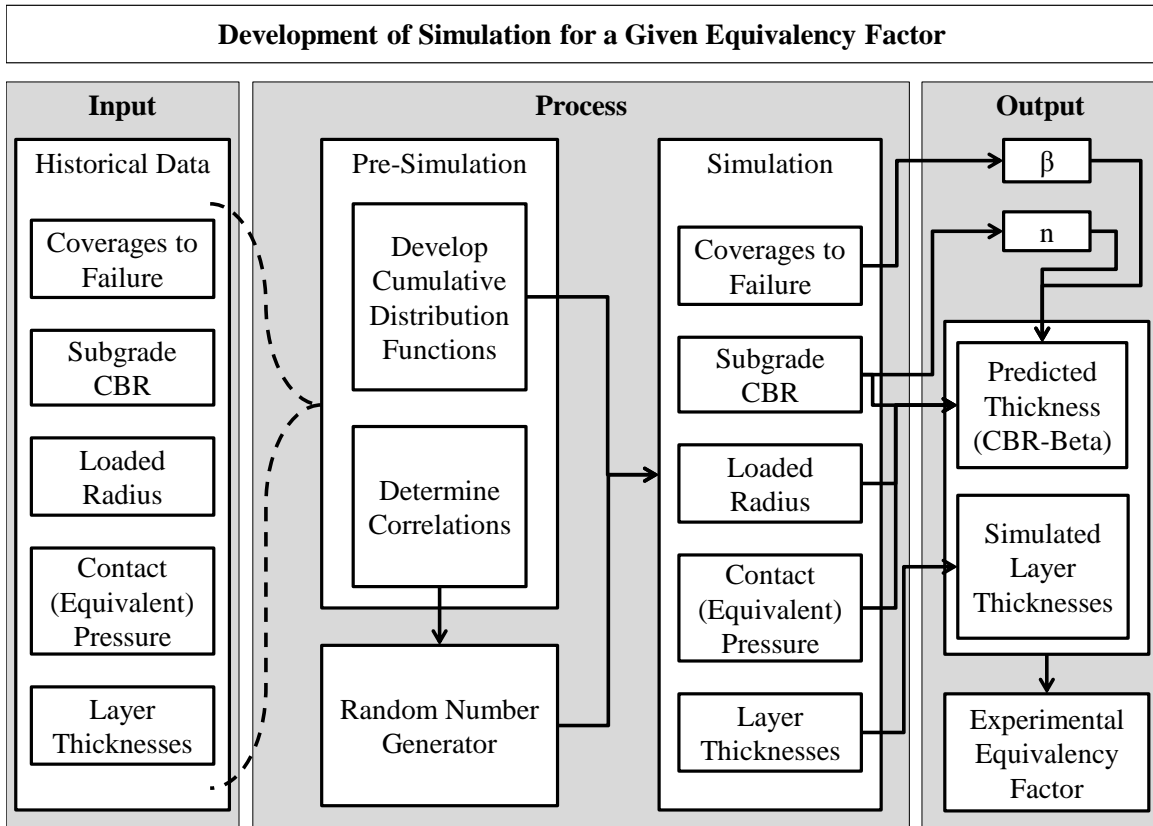 Development of Simulation for a Given Equivalency Factor
Input
Historical Data
Coverages to
Failure
Subgrade
CBR
Loaded
Radius
Contact
(Equivalent)
Pressure
Layer
Thicknesses
Process
Pre-Simulation
Develop
Cumulative
Distribution
Functions
Determine
Correlations
Random Number
Generator
Simulation
Coverages to
Failure
Subgrade
CBR
Loaded
Radius
Contact
(Equivalent)
Pressure
Layer
Thicknesses
Output
β
n
Predicted
Thickness
(CBR-Beta)
Simulated
Layer
Thicknesses
Experimental
Equivalency
Factor